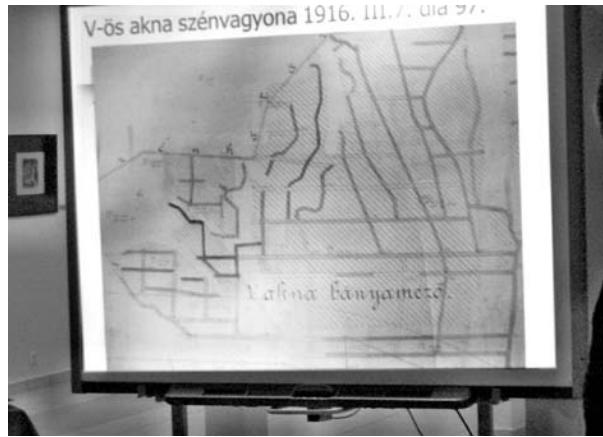 V-ös akna szénvagyona 1916. III.7. dia 97.
V akna bányamező.